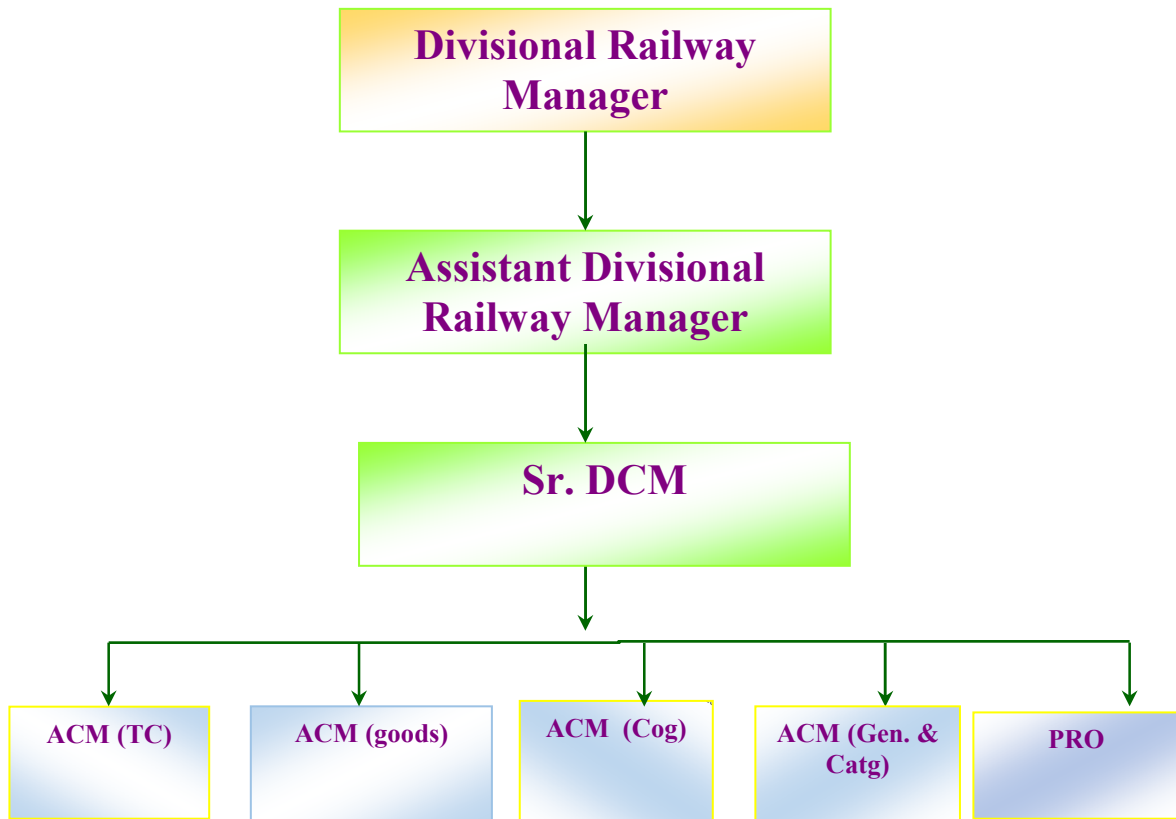 Divisional Railway
Manager
Assistant Divisional
Railway Manager
Sr. DCM
ACM (TC)
ACM (goods)
ACM (Cog)
ACM (Gen. &
Catg)
PRO